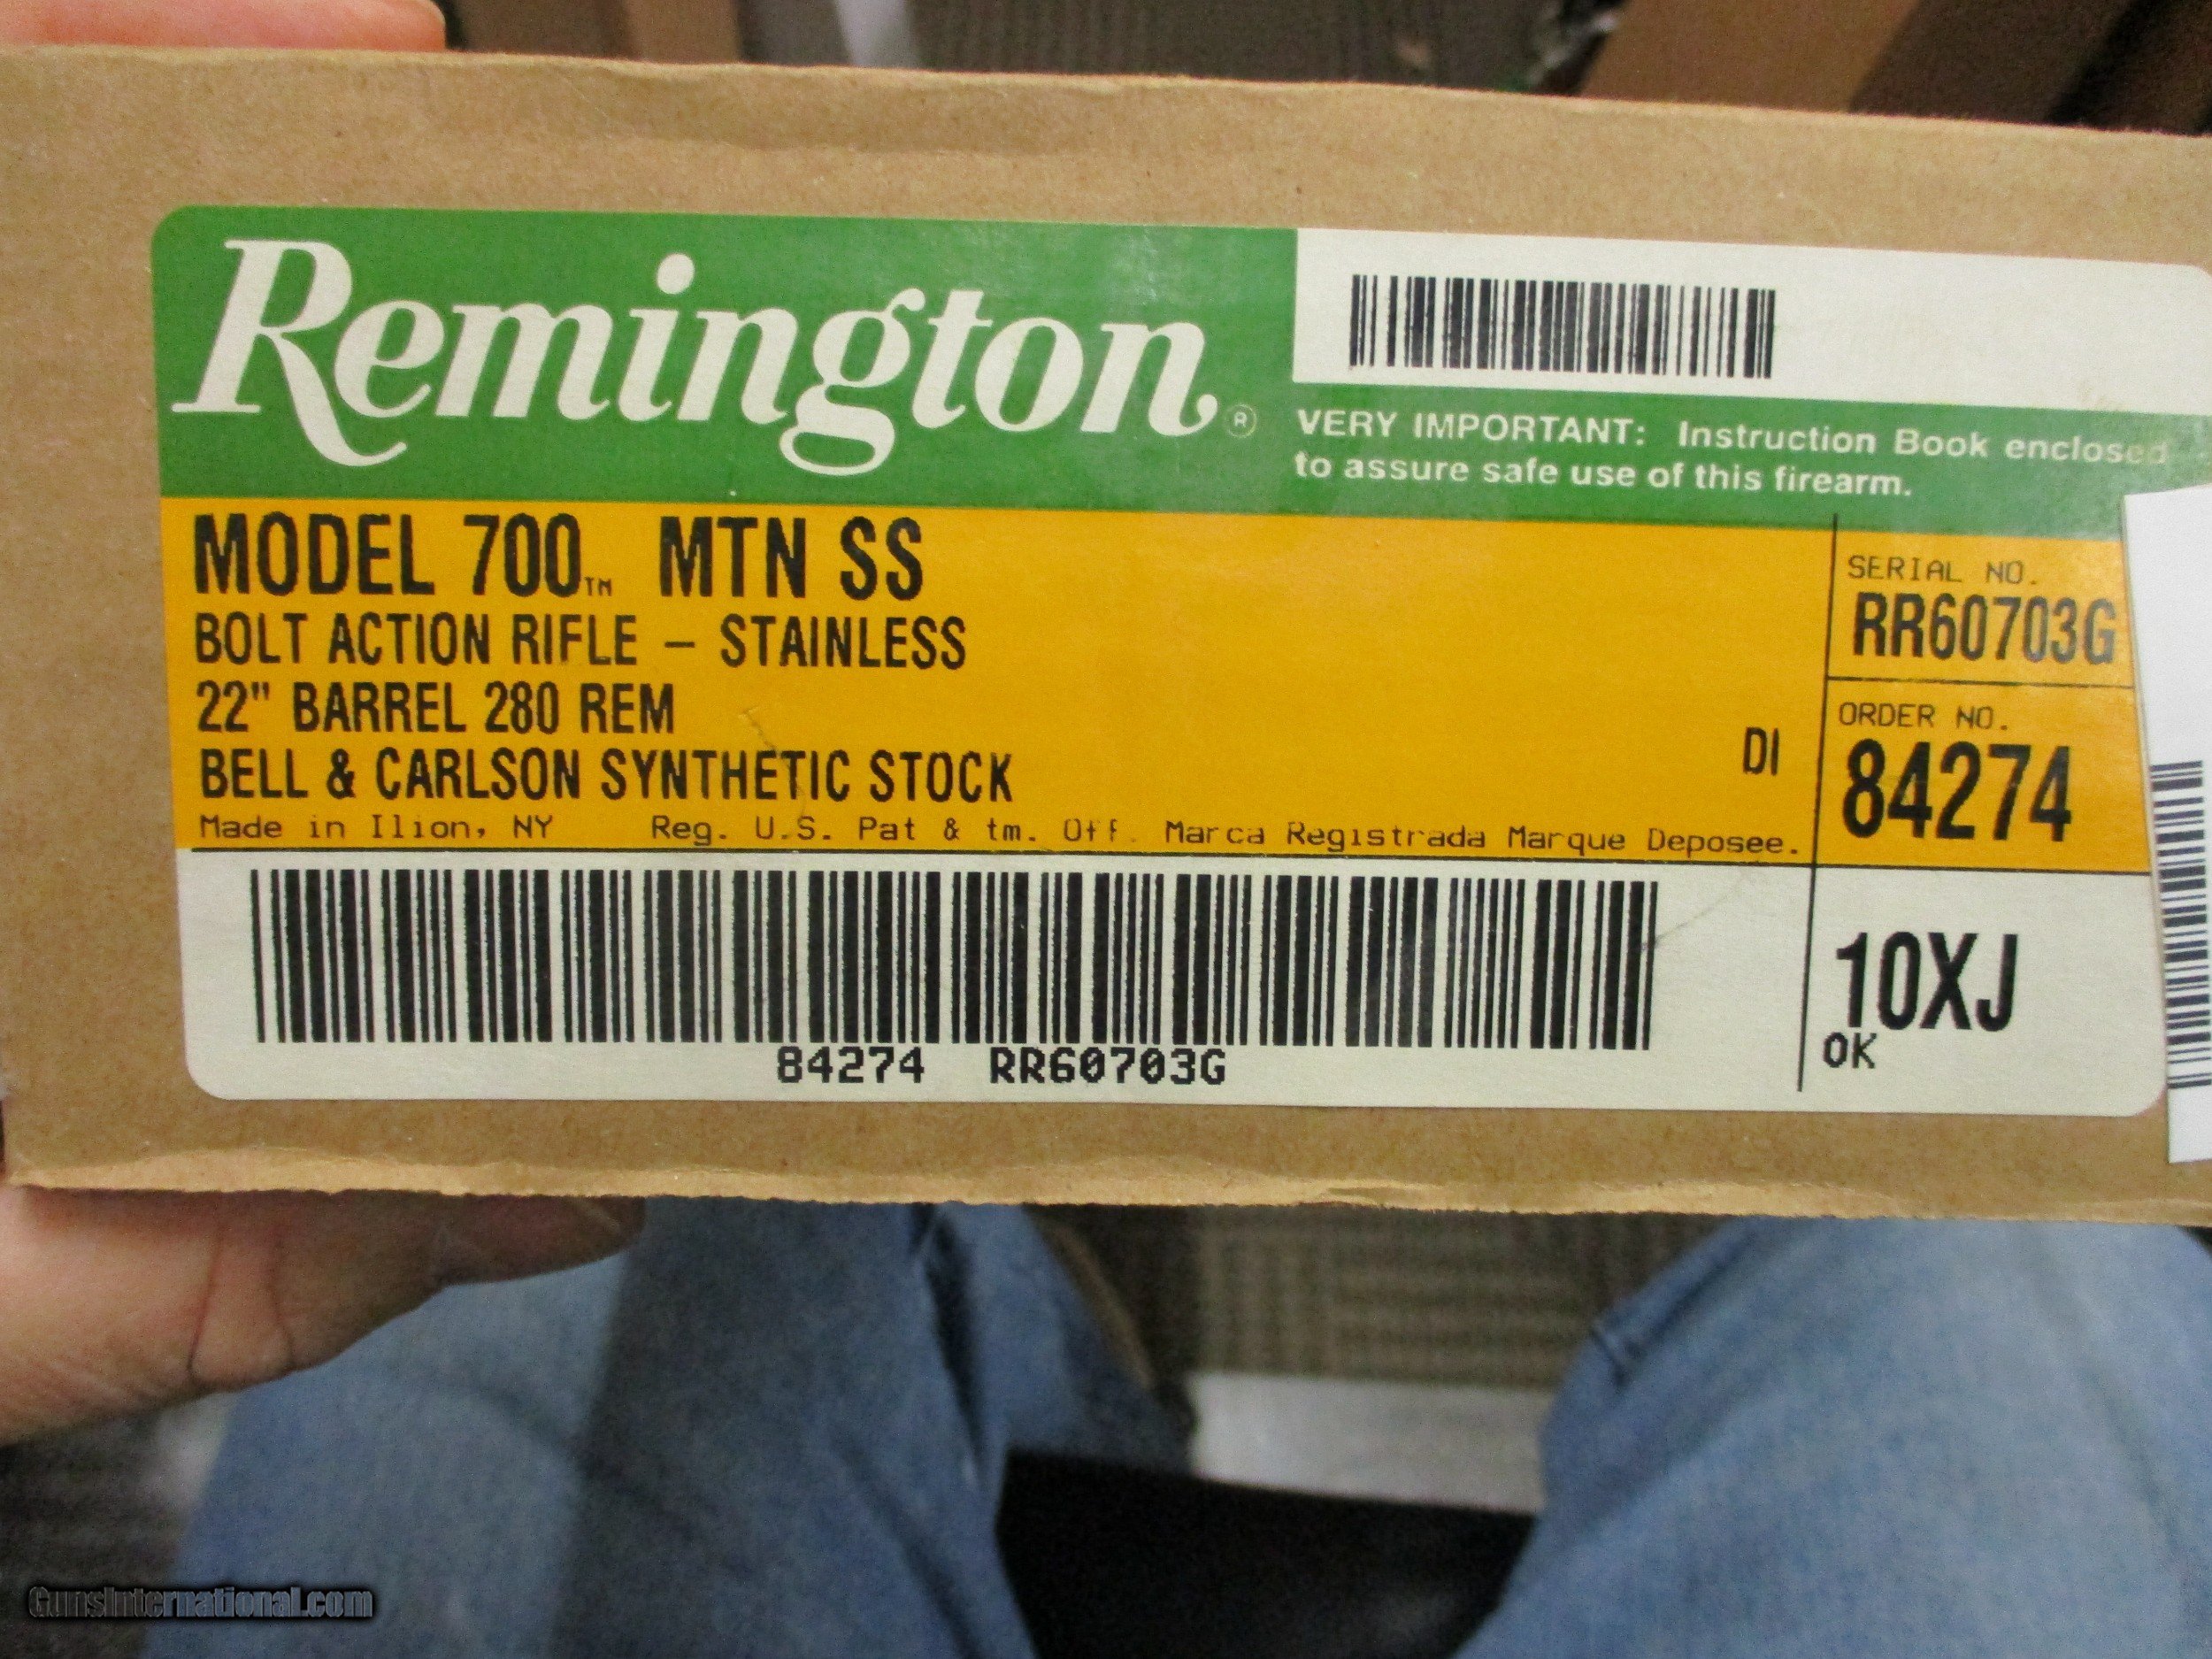 Remington®
VERY IMPORTANT: Instruction Book enclosed
to assure safe use of this firearm.
MODEL 700™ MTN SS
BOLT ACTION RIFLE – STAINLESS
22" BARREL 280 REM
BELL & CARLSON SYNTHETIC STOCK
DI
Made in Ilion, NY Reg. U.S. Pat & tm. Off. Marca Registrada Marque Deposee.
SERIAL NO.
RR60703G
ORDER NO.
84274
10XJ
OK
84274 RR60703G
GunsInternational.com